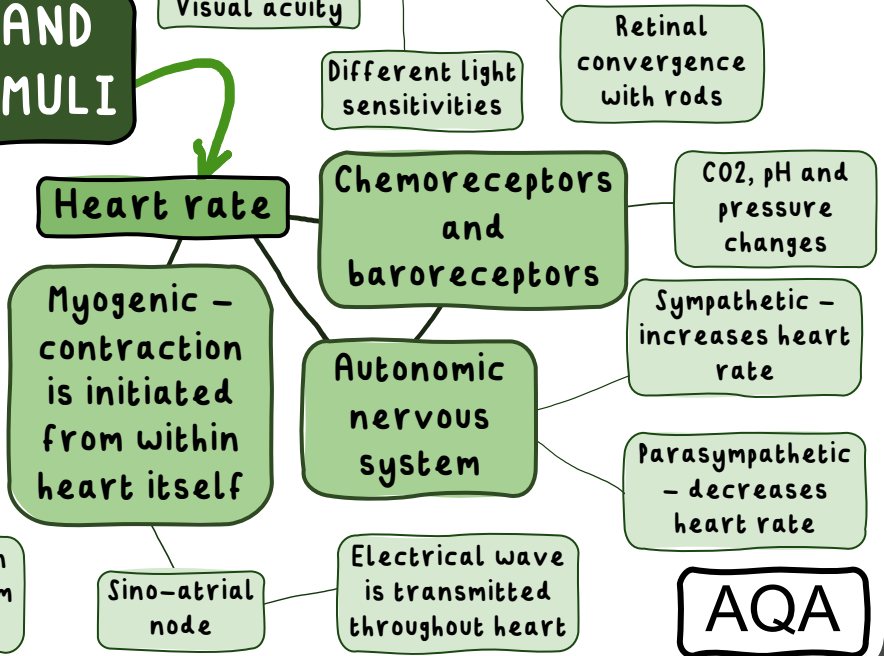 AND
MULI
Visual acuity
Different light
sensitivities
Retinal
convergence
with rods
Heart rate
Chemoreceptors
and
baroreceptors
CO2, pH and
pressure
changes
Myogenic –
contraction
is initiated
from within
heart itself
Autonomic
nervous
system
Sympathetic –
increases heart
rate
Parasympathetic
– decreases
heart rate
Sino-atrial
node
Electrical wave
is transmitted
throughout heart
AQA